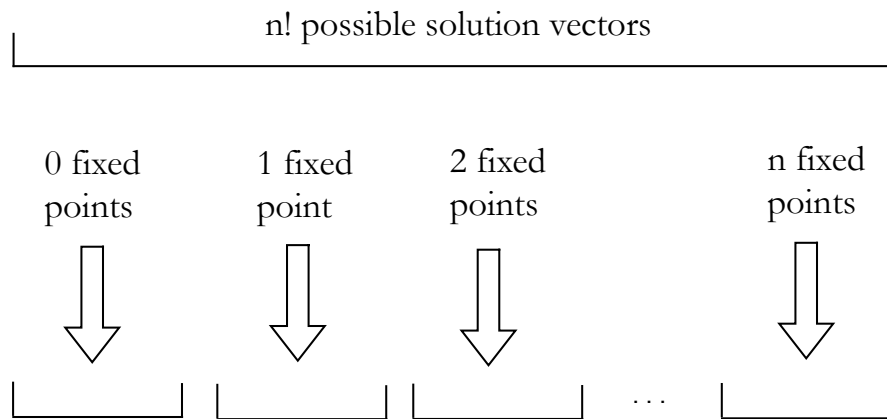 n! possible solution vectors
0 fixed
points
1 fixed
point
2 fixed
points
n fixed
points
. . .